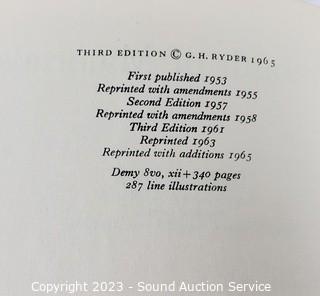 THIRD EDITION © G. H. RYDER 1965
First published 1953
Reprinted with amendments 1955
Second Edition 1957
Reprinted with amendments 1958
Third Edition 1961
Reprinted 1963
Reprinted with additions 1965
Demy 8vo, xii+340 pages
287 line illustrations
Copyright 2023 - Sound Auction Service